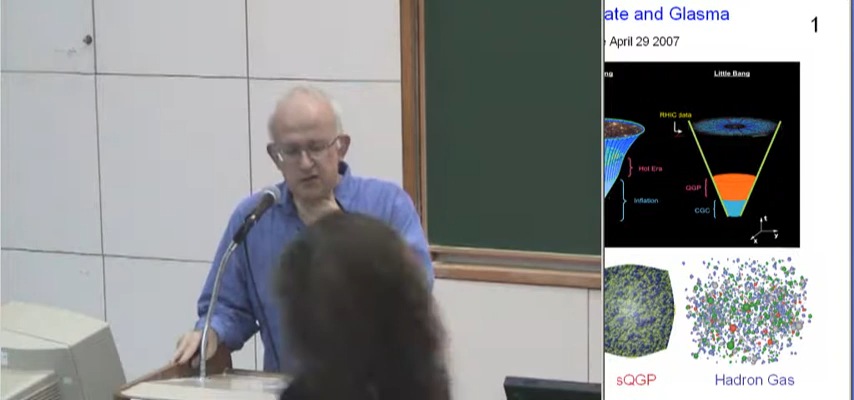 ate and Glasma
1
April 29 2007
ng
Little Bang
RHIC data
Hot Era
QGP
Inflation
CGC
t
x
y
sQGP
Hadron Gas